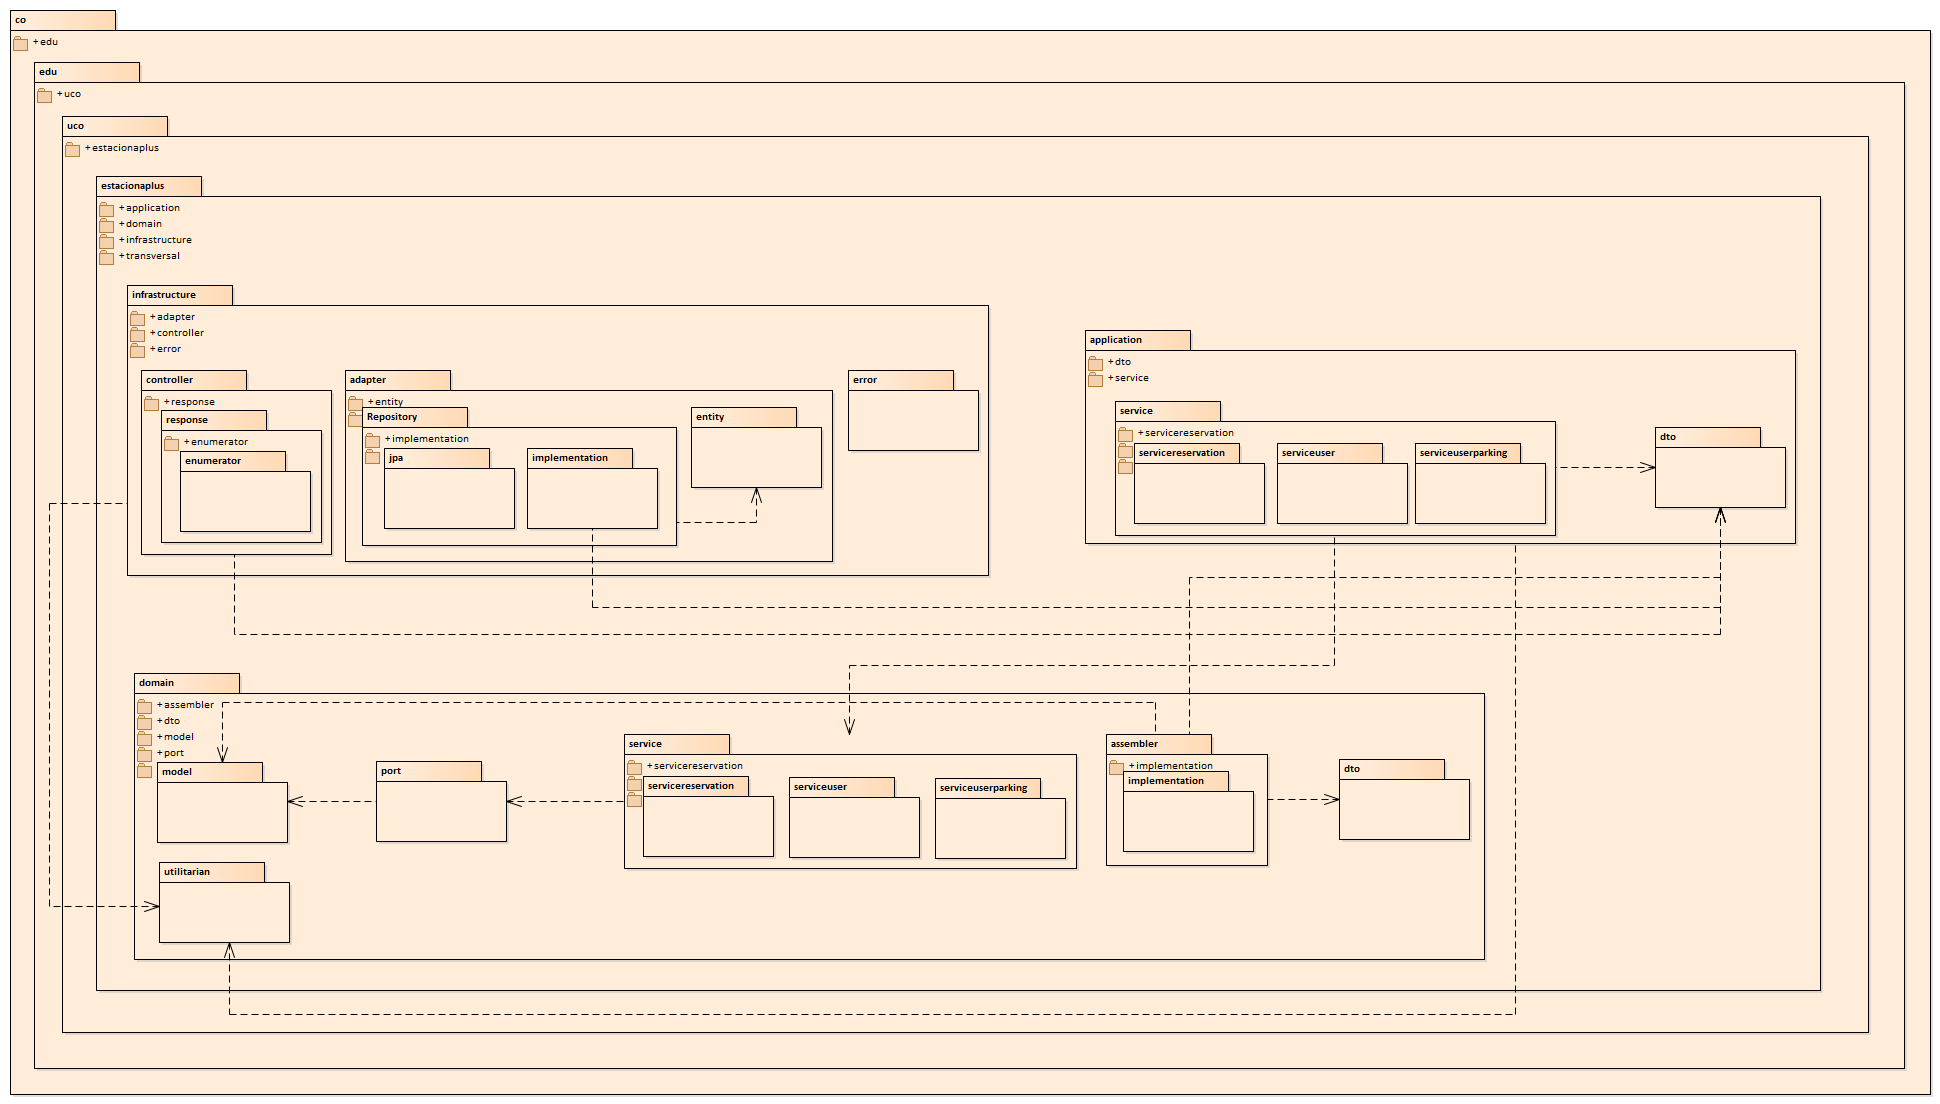 co
+ edu
edu
+ uco
uco
+ estacionaplus
estacionaplus
+ application
+ domain
+ infrastructure
+ transversal
infrastructure
+ adapter
+ controller
+ error
controller
+ response
response
+ enumerator
enumerator
adapter
+ entity
Repository
+ implementation
jpa
implementation
entity
error
application
+ dto
+ service
service
+ servicereservation
servicereservation
serviceuser
serviceuserparking
dto
domain
+ assembler
+ dto
+ model
+ port
model
port
service
+ servicereservation
servicereservation
serviceuser
serviceuserparking
assembler
+ implementation
implementation
dto
utilitarian